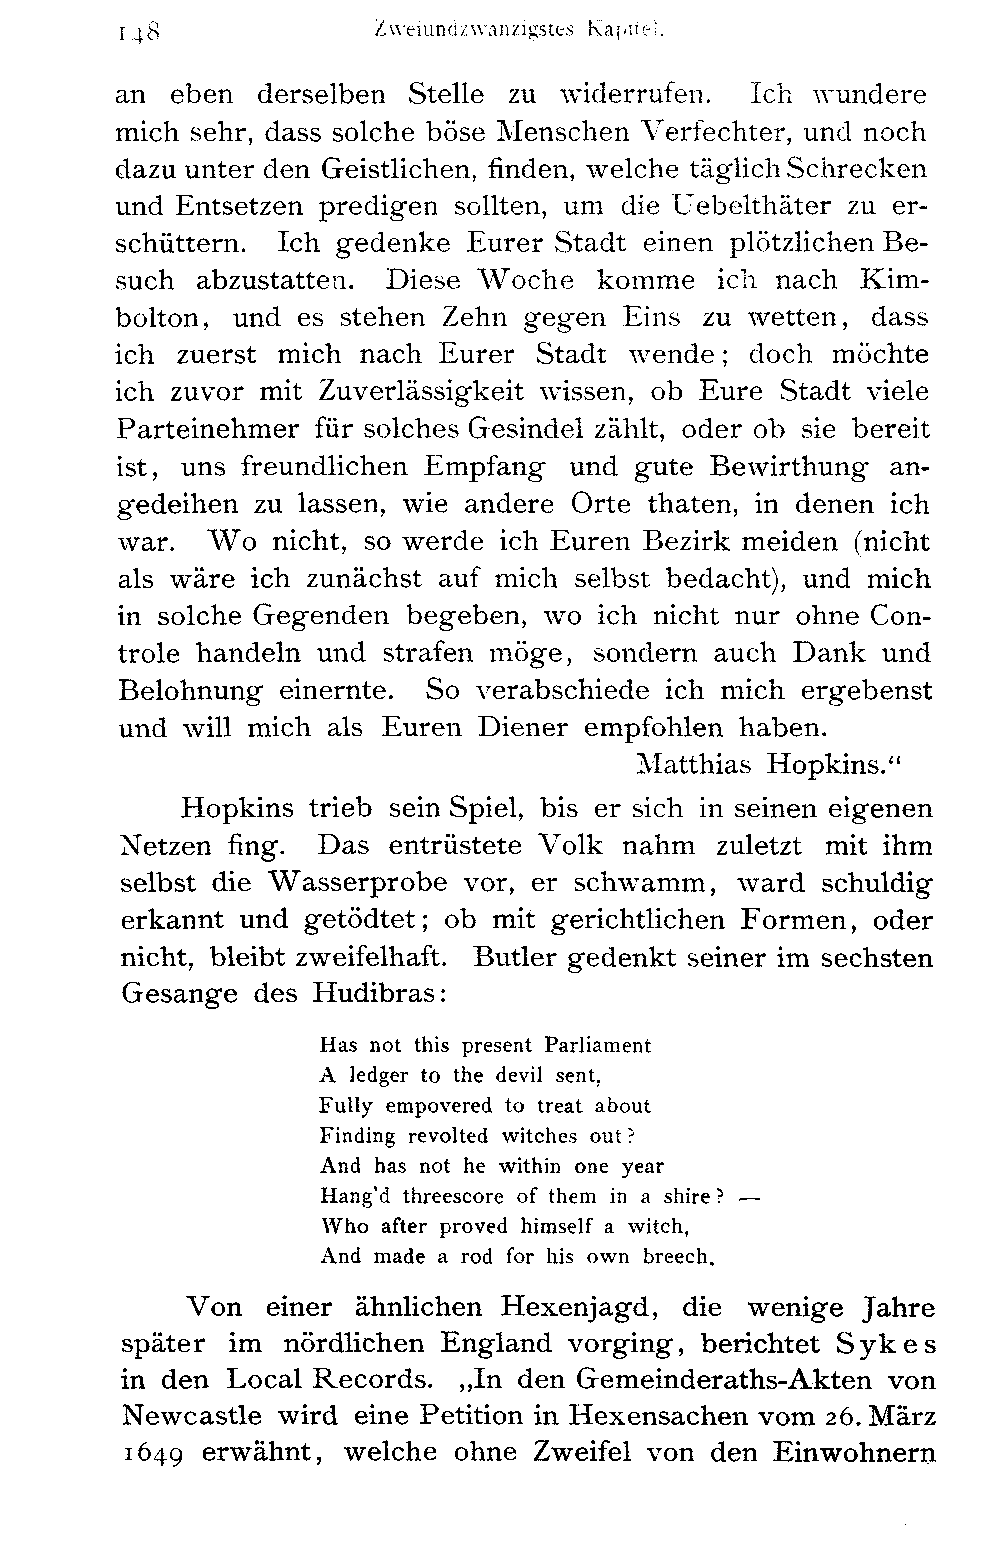 148 Zweiundzwanzigstes Kapitel.
an eben derselben Stelle zu widerrufen. Ich wundere
mich sehr, dass solche böse Menschen Verfechter, und noch
dazu unter den Geistlichen, finden, welche täglich Schrecken
und Entsetzen predigen sollten, um die Uebelthäter zu er-
schüttern. Ich gedenke Eurer Stadt einen plötzlichen Be-
such abzustatten. Diese Woche komme ich nach Kim-
bolton, und es stehen Zehn gegen Eins zu wetten, dass
ich zuerst mich nach Eurer Stadt wende; doch möchte
ich zuvor mit Zuverlässigkeit wissen, ob Eure Stadt viele
Parteinehmer für solches Gesindel zählt, oder ob sie bereit
ist, uns freundlichen Empfang und gute Bewirthung an-
gedeihen zu lassen, wie andere Orte thaten, in denen ich
war. Wo nicht, so werde ich Euren Bezirk meiden (nicht
als wäre ich zunächst auf mich selbst bedacht), und mich
in solche Gegenden begeben, wo ich nicht nur ohne Con-
trole handeln und strafen möge, sondern auch Dank und
Belohnung einernte. So verabschiede ich mich ergebenst
und will mich als Euren Diener empfohlen haben.
Matthias Hopkins.“
Hopkins trieb sein Spiel, bis er sich in seinen eigenen
Netzen fing. Das entrüstete Volk nahm zuletzt mit ihm
selbst die Wasserprobe vor, er schwamm, ward schuldig
erkannt und getödtet; ob mit gerichtlichen Formen, oder
nicht, bleibt zweifelhaft. Butler gedenkt seiner im sechsten
Gesange des Hudibras:
Has not this present Parliament
A ledger to the devil sent,
Fully empovered to treat about
Finding revolted witches out?
And has not he within one year
Hang'd threescore of them in a shire? —
Who after proved himself a witch,
And made a rod for his own breech.
Von einer ähnlichen Hexenjagd, die wenige Jahre
später im nördlichen England vorging, berichtet Sykes
in den Local Records. „In den Gemeinderaths-Akten von
Newcastle wird eine Petition in Hexensachen vom 26. März
1649 erwähnt, welche ohne Zweifel von den Einwohnern